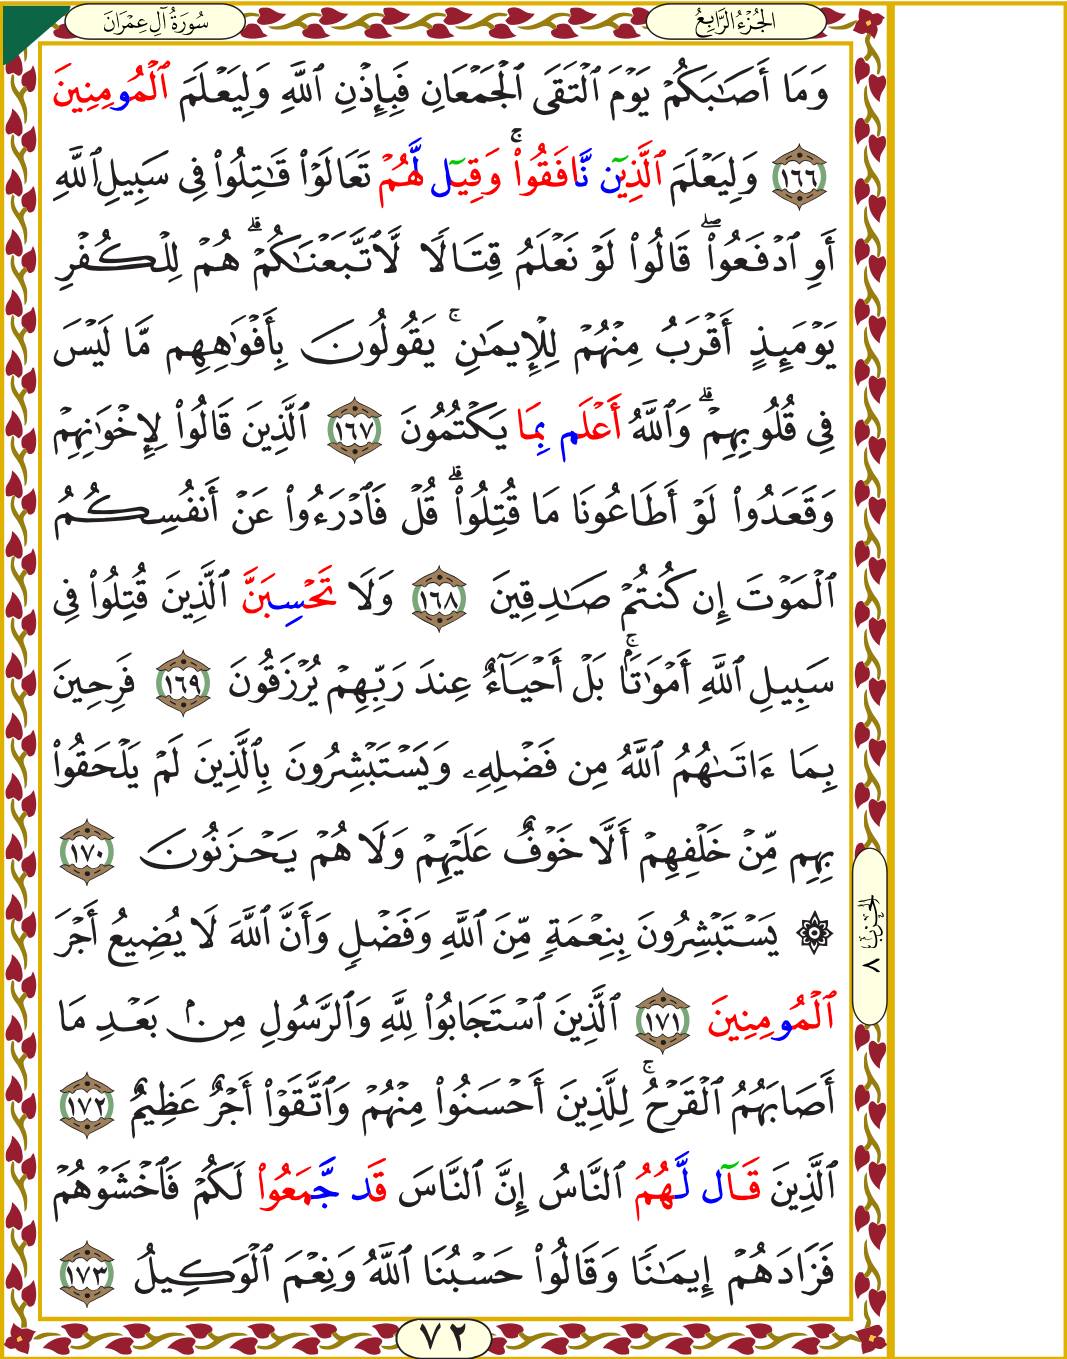 سُورَةُ آلِ عِمْرَانَ
الجُزْءُ الرَّابِعُ
وَمَا أَصَٰبَكُمْ يَوْمَ ٱلْتَقَى ٱلْجَمْعَانِ فَبِإِذْنِ ٱللَّهِ وَلِيَعْلَمَ ٱلْمُومِنِينَ
١٦٦ وَلِيَعْلَمَ ٱلَّذِيٓن نَّافَقُوا۟ۚ وَقِيٓل لَّهُمْ تَعَالَوْا۟ قَٰتِلُوا۟ فِى سَبِيلِ ٱللَّهِ
أَوِ ٱدْفَعُوا۟ۖ قَالُوا۟ لَوْ نَعْلَمُ قِتَالًا لَّٱتَّبَعْنَٰكُمْۗ هُمْ لِلْكُفْرِ
يَوْمَئِذٍ أَقْرَبُ مِنْهُمْ لِلْإِيمَٰنِۚ يَقُولُونَ بِأَفْوَٰهِهِم مَّا لَيْسَ
فِى قُلُوبِهِمْۗ وَٱللَّهُ أَعْلَم بِمَا يَكْتُمُونَ ١٦٧ ٱلَّذِينَ قَالُوا۟ لِإِخْوَٰنِهِمْ
وَقَعَدُوا۟ لَوْ أَطَاعُونَا مَا قُتِلُوا۟ۗ قُلْ فَٱدْرَءُوا۟ عَنْ أَنفُسِكُمُ
ٱلْمَوْتَ إِن كُنتُمْ صَٰدِقِينَ ١٦٨ وَلَا تَحْسِبَنَّ ٱلَّذِينَ قُتِلُوا۟ فِى
سَبِيلِ ٱللَّهِ أَمْوَٰتًۢاۚ بَلْ أَحْيَآءٌ عِندَ رَبِّهِمْ يُرْزَقُونَ ١٦٩ فَرِحِينَ
بِمَا ءَاتَىٰهُمُ ٱللَّهُ مِن فَضْلِهِۦ وَيَسْتَبْشِرُونَ بِٱلَّذِينَ لَمْ يَلْحَقُوا۟
بِهِم مِّنْ خَلْفِهِمْ أَلَّا خَوْفٌ عَلَيْهِمْ وَلَا هُمْ يَحْزَنُونَ ١٧٠
۞ يَسْتَبْشِرُونَ بِنِعْمَةٍ مِّنَ ٱللَّهِ وَفَضْلٍ وَأَنَّ ٱللَّهَ لَا يُضِيعُ أَجْرَ
ٱلْمُومِنِينَ ١٧١ ٱلَّذِينَ ٱسْتَجَابُوا۟ لِلَّهِ وَٱلرَّسُولِ مِنۢ بَعْدِ مَا
أَصَابَهُمُ ٱلْقَرْحُۚ لِلَّذِينَ أَحْسَنُوا۟ مِنْهُمْ وَٱتَّقَوْا۟ أَجْرٌ عَظِيمٌ ١٧٢
ٱلَّذِينَ قَآل لَّهُمُ ٱلنَّاسُ إِنَّ ٱلنَّاسَ قَد جَّمَعُوا۟ لَكُمْ فَٱخْشَوْهُمْ
فَزَادَهُمْ إِيمَٰنًا وَقَالُوا۟ حَسْبُنَا ٱللَّهُ وَنِعْمَ ٱلْوَكِيلُ ١٧٣
الحزب ٧
٧٢